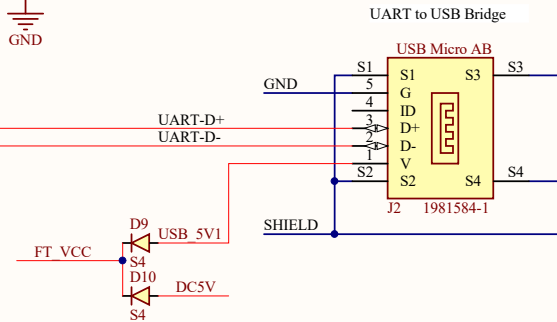 UART to USB Bridge
GND
USB Micro AB
S1 S1 S3 S3
GND 5 G
4 ID
UART-D+ 3 D+
UART-D- 2 D-
1 V
S2 S2 S4 S4
J2 1981584-1
D9
SHIELD
USB_5V1
FT_VCC
S4
D10
DC5V
S4